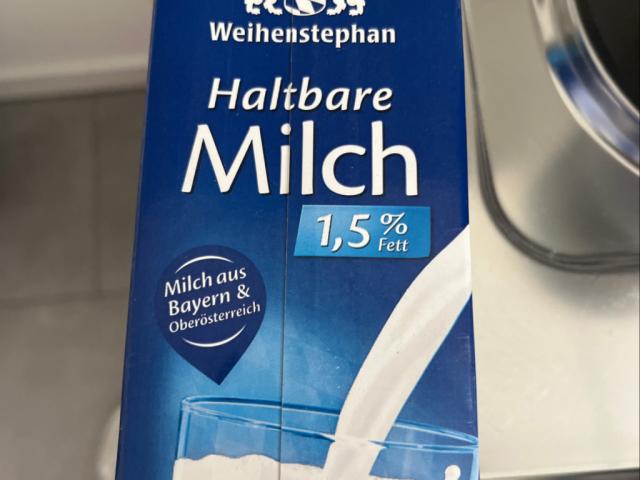 Weihenstephan
Haltbare
Milch
1,5 %
Fett
Milch aus
Bayern &
Oberösterreich